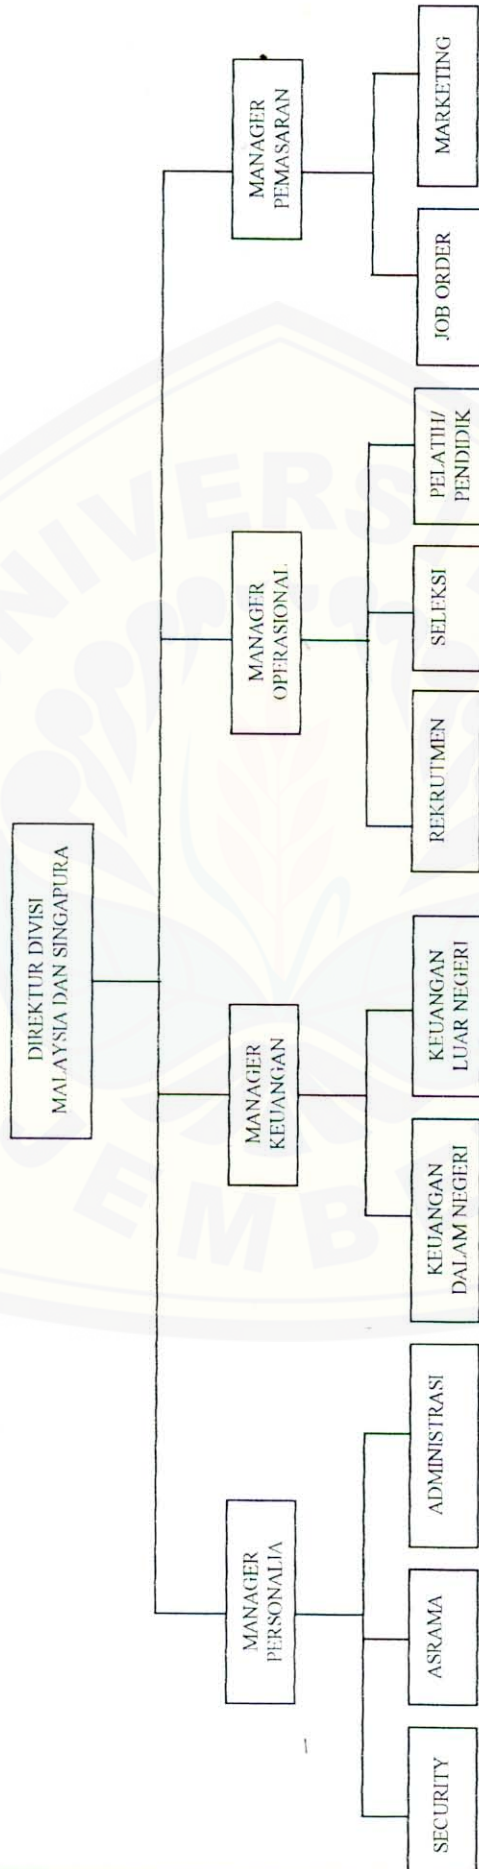 DIREKTUR DIVISI
MALAYSIA DAN SINGAPURA
MANAGER
PERSONALIA
MANAGER
KEUANGAN
MANAGER
OPERASIONAL
MANAGER
PEMASARAN
SECURITY
ASRAMA
ADMINISTRASI
KEUANGAN
DALAM NEGERI
KEUANGAN
LUAR NEGERI
REKRUTMEN
SELEKSI
PELATIH/
PENDIDIK
JOB ORDER
MARKETING